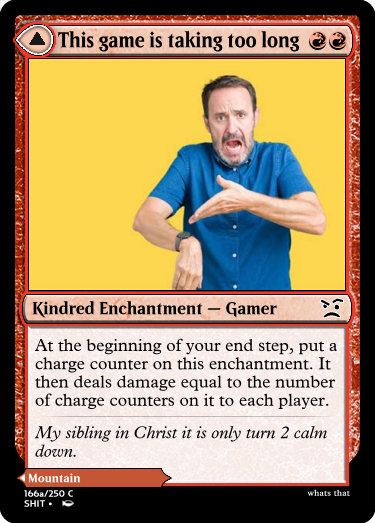 This game is taking too long
Kindred Enchantment — Gamer
At the beginning of your end step, put a
charge counter on this enchantment. It
then deals damage equal to the number
of charge counters on it to each player.
My sibling in Christ it is only turn 2 calm
down.
Mountain
166a/250 C
SHIT •
whats that